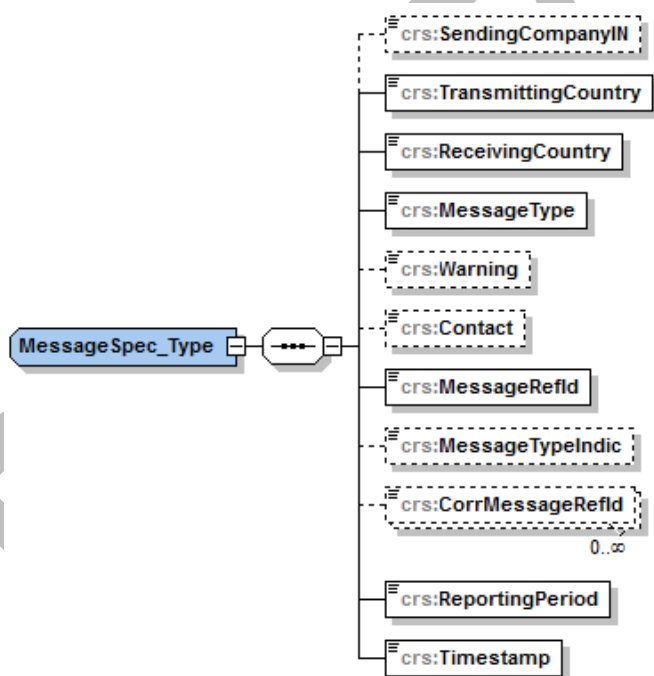 crs:SendingCompanyIN
crs:TransmittingCountry
crs:ReceivingCountry
crs:MessageType
crs:Warning
crs:Contact
MessageSpec_Type
crs:MessageRefId
crs:MessageTypeIndic
crs:CorrMessageRefId
0..∞
crs:ReportingPeriod
crs:Timestamp